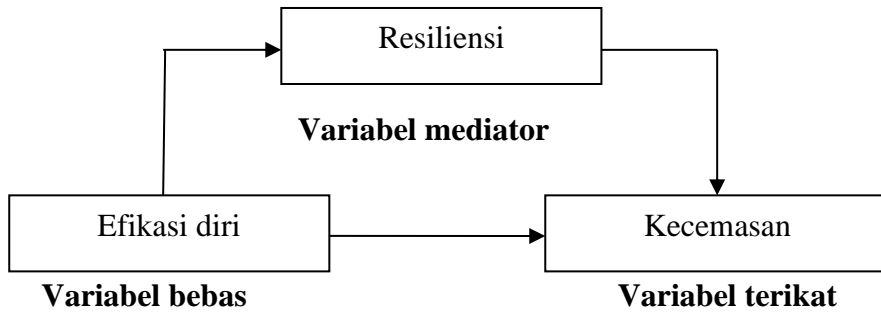 Resiliensi
Variabel mediator
Efikasi diri
Kecemasan
Variabel bebas
Variabel terikat